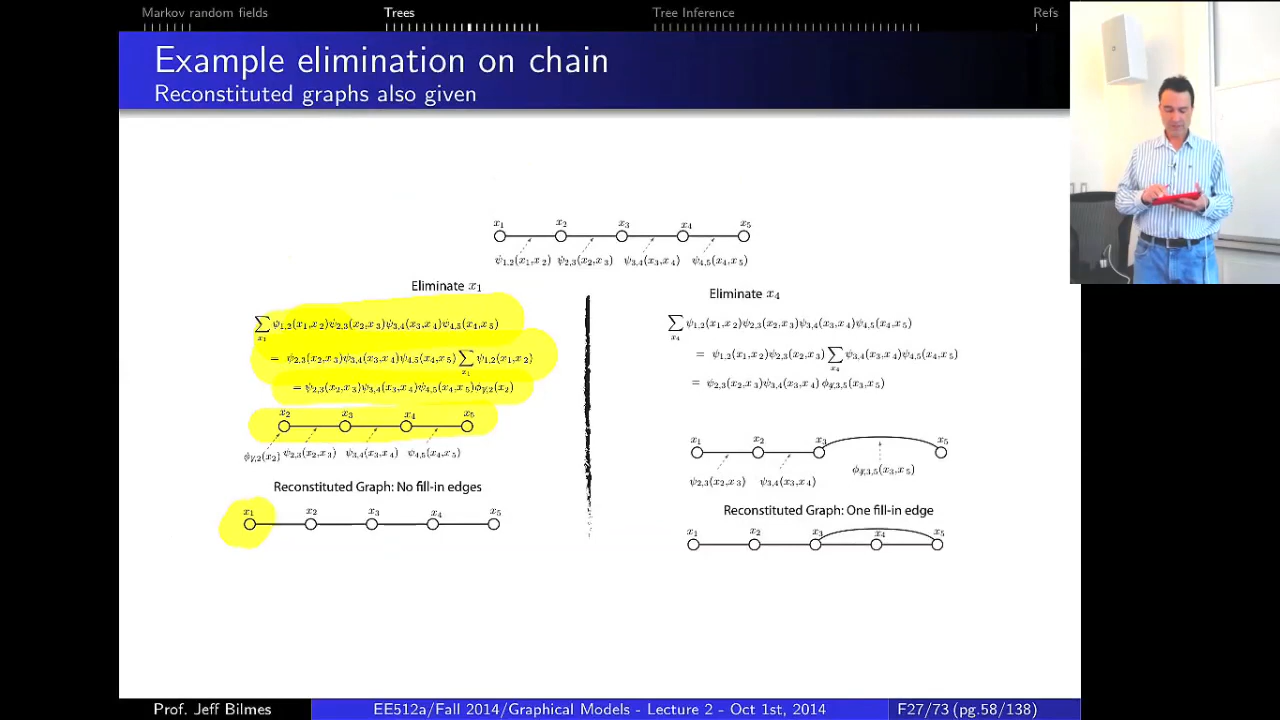 Markov random fields Trees Tree Inference Refs
Example elimination on chain
Reconstituted graphs also given
x₁ x₂ x₃ x₄ x₅
ψ₁,₂(x₁,x₂) ψ₂,₃(x₂,x₃) ψ₃,₄(x₃,x₄) ψ₄,₅(x₄,x₅)
Eliminate x₁
∑ψ₁,₂(x₁,x₂)ψ₂,₃(x₂,x₃)ψ₃,₄(x₃,x₄)ψ₄,₅(x₄,x₅)
x₁
= ψ₂,₃(x₂,x₃)ψ₃,₄(x₃,x₄)ψ₄,₅(x₄,x₅) ∑ ψ₁,₂(x₁,x₂)
x₁
= ψ₂,₃(x₂,x₃)ψ₃,₄(x₃,x₄)ψ₄,₅(x₄,x₅)ϕ₁̸,₂(x₂)
x₂ x₃ x₄ x₅
ϕ₁̸,₂(x₂) ψ₂,₃(x₂,x₃) ψ₃,₄(x₃,x₄) ψ₄,₅(x₄,x₅)
Reconstituted Graph: No fill-in edges
x₁ x₂ x₃ x₄ x₅
Eliminate x₄
∑ψ₁,₂(x₁,x₂)ψ₂,₃(x₂,x₃)ψ₃,₄(x₃,x₄)ψ₄,₅(x₄,x₅)
x₄
= ψ₁,₂(x₁,x₂)ψ₂,₃(x₂,x₃) ∑ ψ₃,₄(x₃,x₄)ψ₄,₅(x₄,x₅)
x₄
= ψ₂,₃(x₂,x₃)ψ₃,₄(x₃,x₄) ϕ₄̸,₃,₅(x₃,x₅)
x₁ x₂ x₃ x₅
ψ₂,₃(x₂,x₃) ψ₃,₄(x₃,x₄) ϕ₄̸,₃,₅(x₃,x₅)
Reconstituted Graph: One fill-in edge
x₁ x₂ x₃ x₄ x₅
Prof. Jeff Bilmes EE512a/Fall 2014/Graphical Models - Lecture 2 - Oct 1st, 2014 F27/73 (pg.58/138)